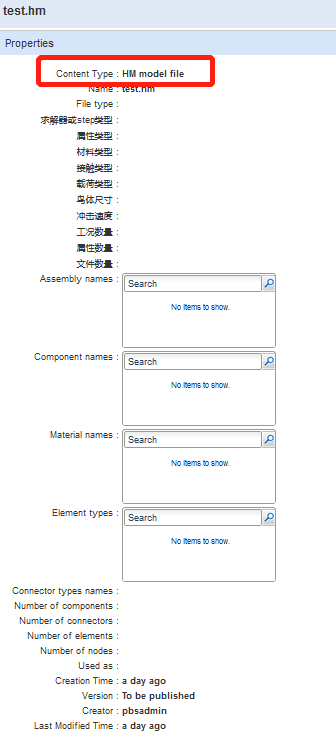 test.hm
Properties
Content Type : HM model file
Name : test.hm
File type :
求解器或step类型 :
属性类型 :
材料类型 :
接触类型 :
载荷类型 :
鸟体尺寸 :
冲击速度 :
工况数量 :
属性数量 :
文件数量 :
Assembly names :
Search
No items to show.
Component names :
Search
No items to show.
Material names :
Search
No items to show.
Element types :
Search
No items to show.
Connector types names :
Number of components :
Number of connectors :
Number of elements :
Number of nodes :
Used as :
Creation Time : a day ago
Version : To be published
Creator : pbsadmin
Last Modified Time : a day ago